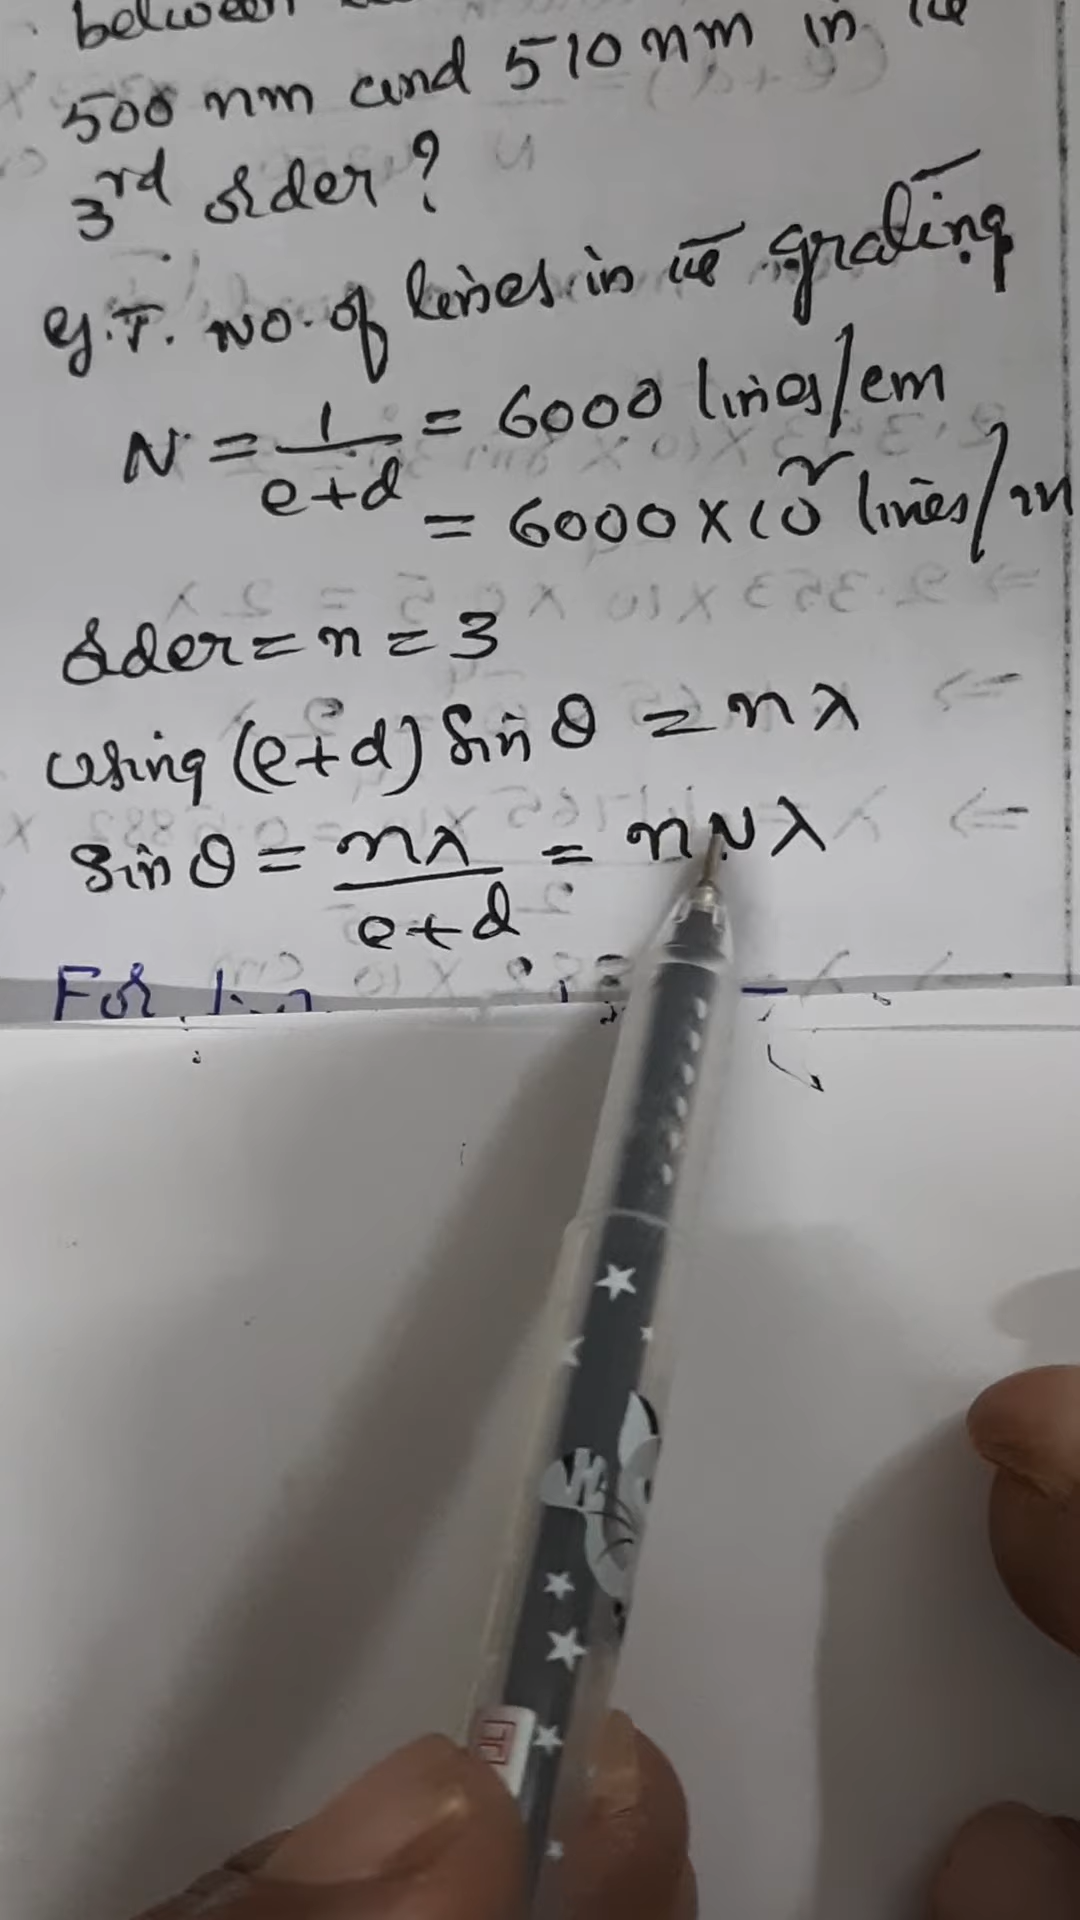 between
500 nm and 510 nm in
3rd order?
G.T. No. of lines in the grating
N = 1/(e+d) = 6000 lines/cm
= 6000 × 10² lines/m
Order = n = 3
Using (e+d) Sin θ = nλ
Sin θ = nλ/(e+d) = nNλ
For